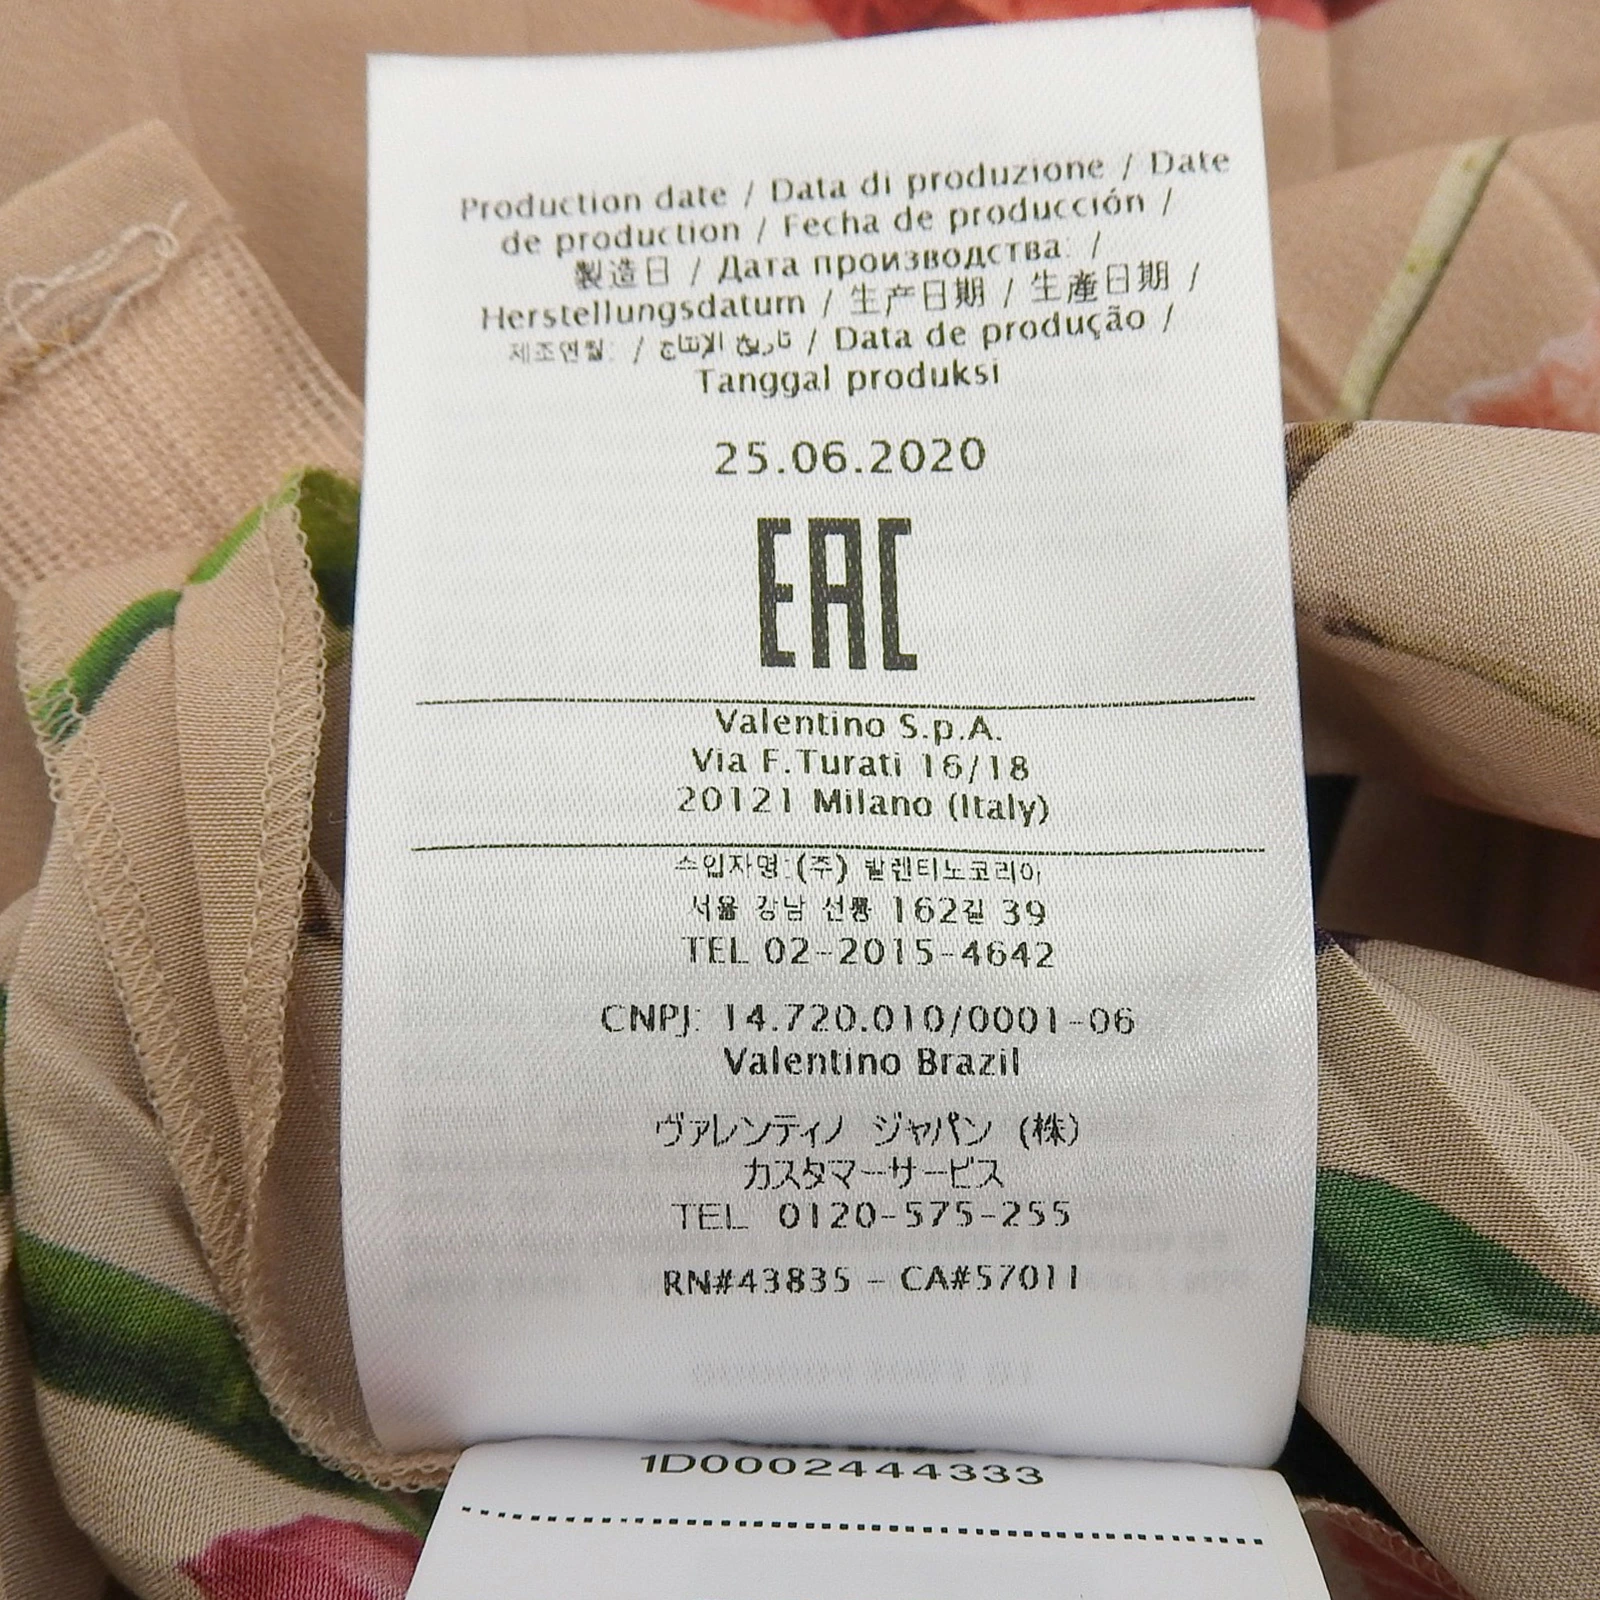 Production date / Data di produzione / Date
de production / Fecha de producción /
製造日 / Дата производства: /
Herstellungsdatum / 生产日期 / 生產日期 /
제조연월: / تاريخ الإنتاج / Data de produção /
Tanggal produksi
25.06.2020
EAC
Valentino S.p.A.
Via F.Turati 16/18
20121 Milano (Italy)
수입자명:(주) 발렌티노코리아
서울 강남 선릉 162길 39
TEL 02-2015-4642
CNPJ: 14.720.010/0001-06
Valentino Brazil
ヴァレンティノ ジャパン (株)
カスタマーサービス
TEL 0120-575-255
RN#43835 - CA#57011
1D0002444333